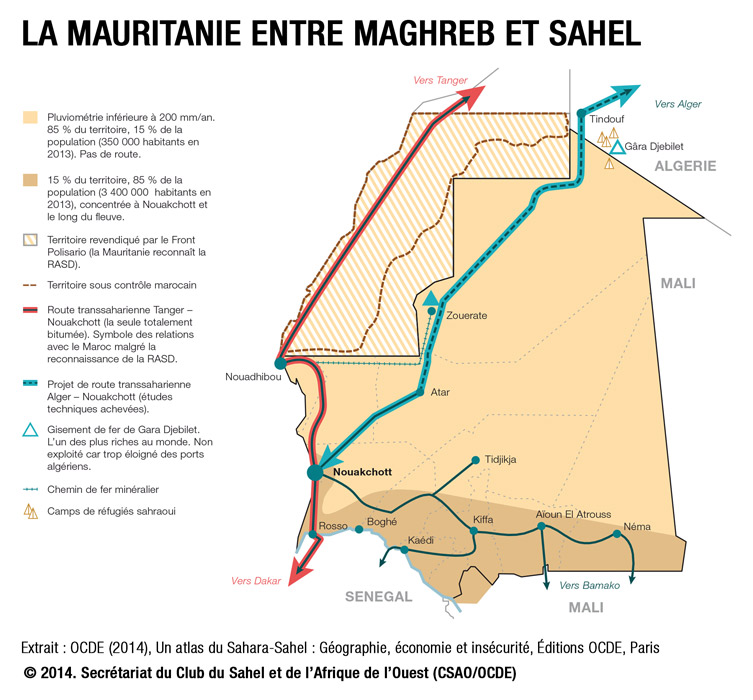 LA MAURITANIE ENTRE MAGHREB ET SAHEL
Pluviométrie inférieure à 200 mm/an.
85 % du territoire, 15 % de la
population (350 000 habitants en
2013). Pas de route.
15 % du territoire, 85 % de la
population (3 400 000 habitants en
2013), concentrée à Nouakchott et
le long du fleuve.
Territoire revendiqué par le Front
Polisario (la Mauritanie reconnaît la
RASD).
Territoire sous contrôle marocain
Route transsaharienne Tanger –
Nouakchott (la seule totalement
bitumée). Symbole des relations
avec le Maroc malgré la
reconnaissance de la RASD.
Projet de route transsaharienne
Alger – Nouakchott (études
techniques achevées).
Gisement de fer de Gara Djebilet.
L'un des plus riches au monde. Non
exploité car trop éloigné des ports
algériens.
Chemin de fer minéralier
Camps de réfugiés sahraoui
Vers Tanger
Vers Alger
Tindouf
Gâra Djebilet
ALGERIE
MALI
Zouerate
Nouadhibou
Atar
Tidjikja
Nouakchott
Rosso
Boghé
Kaédi
Kiffa
Aïoun El Atrouss
Néma
Vers Dakar
SENEGAL
Vers Bamako
MALI
Extrait : OCDE (2014), Un atlas du Sahara-Sahel : Géographie, économie et insécurité, Éditions OCDE, Paris
© 2014. Secrétariat du Club du Sahel et de l'Afrique de l'Ouest (CSAO/OCDE)